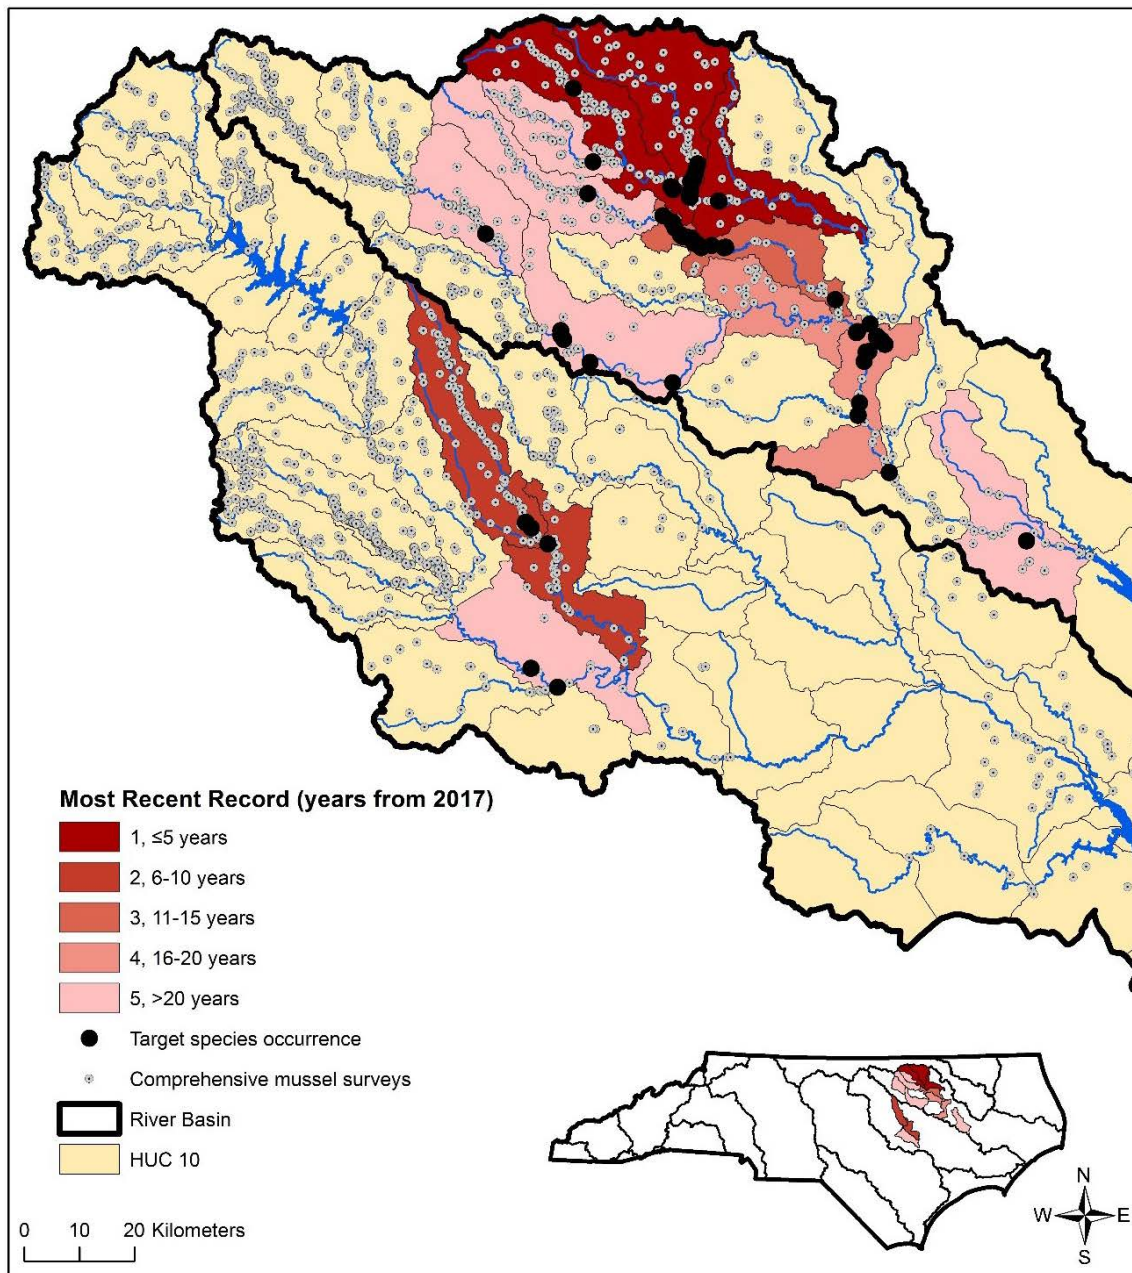 Most Recent Record (years from 2017)
1, ≤5 years
2, 6-10 years
3, 11-15 years
4, 16-20 years
5, >20 years
Target species occurrence
Comprehensive mussel surveys
River Basin
HUC 10
0 10 20 Kilometers
N
W E
S